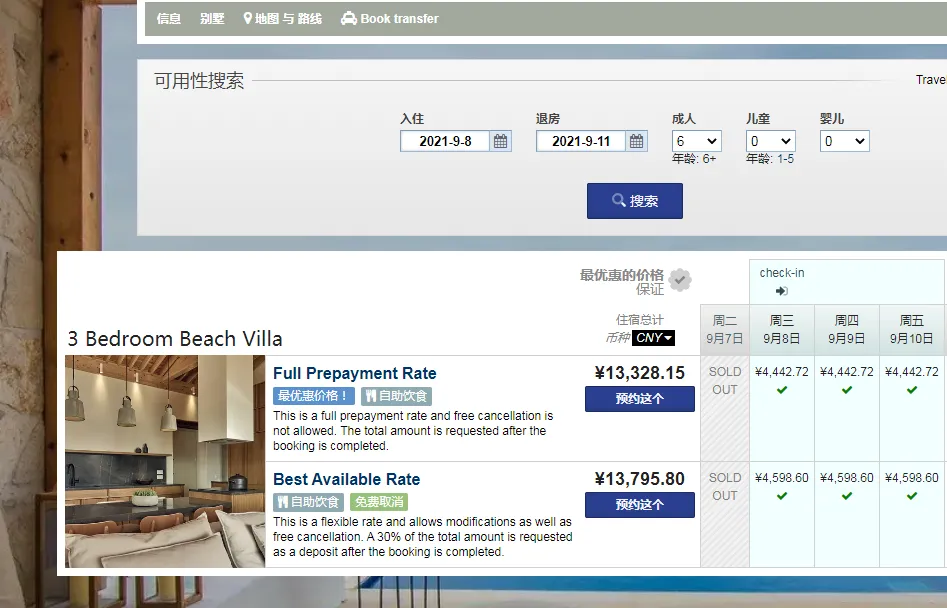 信息 别墅 地图 与 路线 Book transfer
可用性搜索
入住 退房 成人 儿童 婴儿
2021-9-8 2021-9-11 6 0 0
年龄: 6+ 年龄: 1-5
搜索
最优惠的价格
保证
check-in
住宿总计
币种 CNY
周二 周三 周四 周五
9月7日 9月8日 9月9日 9月10日
3 Bedroom Beach Villa
Full Prepayment Rate
最优惠价格！ 自助饮食
This is a full prepayment rate and free cancellation is
not allowed. The total amount is requested after the
booking is completed.
¥13,328.15
预约这个
SOLD
OUT
¥4,442.72 ¥4,442.72 ¥4,442.72
Best Available Rate
自助饮食 免费取消
This is a flexible rate and allows modifications as well as
free cancellation. A 30% of the total amount is requested
as a deposit after the booking is completed.
¥13,795.80
预约这个
SOLD
OUT
¥4,598.60 ¥4,598.60 ¥4,598.60